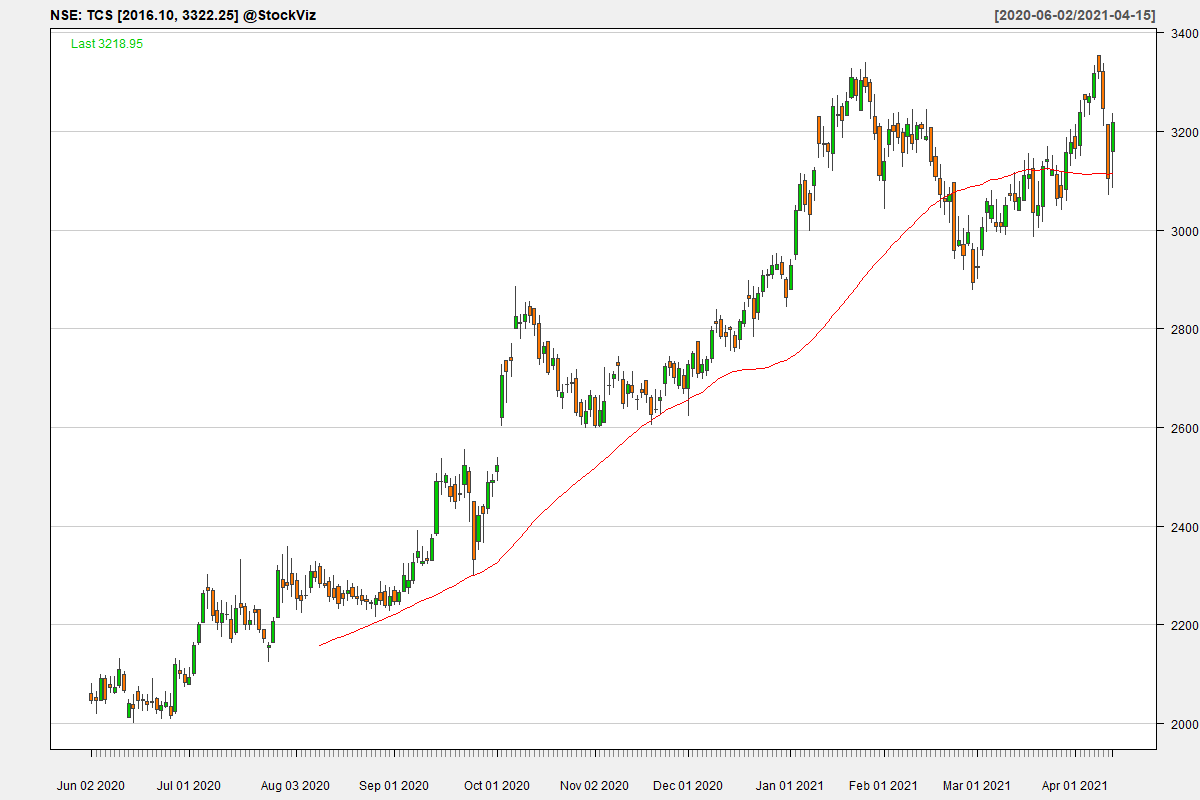 NSE: TCS [2016.10, 3322.25] @StockViz
[2020-06-02/2021-04-15]
Last 3218.95
3400
3200
3000
2800
2600
2400
2200
2000
Jun 02 2020
Jul 01 2020
Aug 03 2020
Sep 01 2020
Oct 01 2020
Nov 02 2020
Dec 01 2020
Jan 01 2021
Feb 01 2021
Mar 01 2021
Apr 01 2021